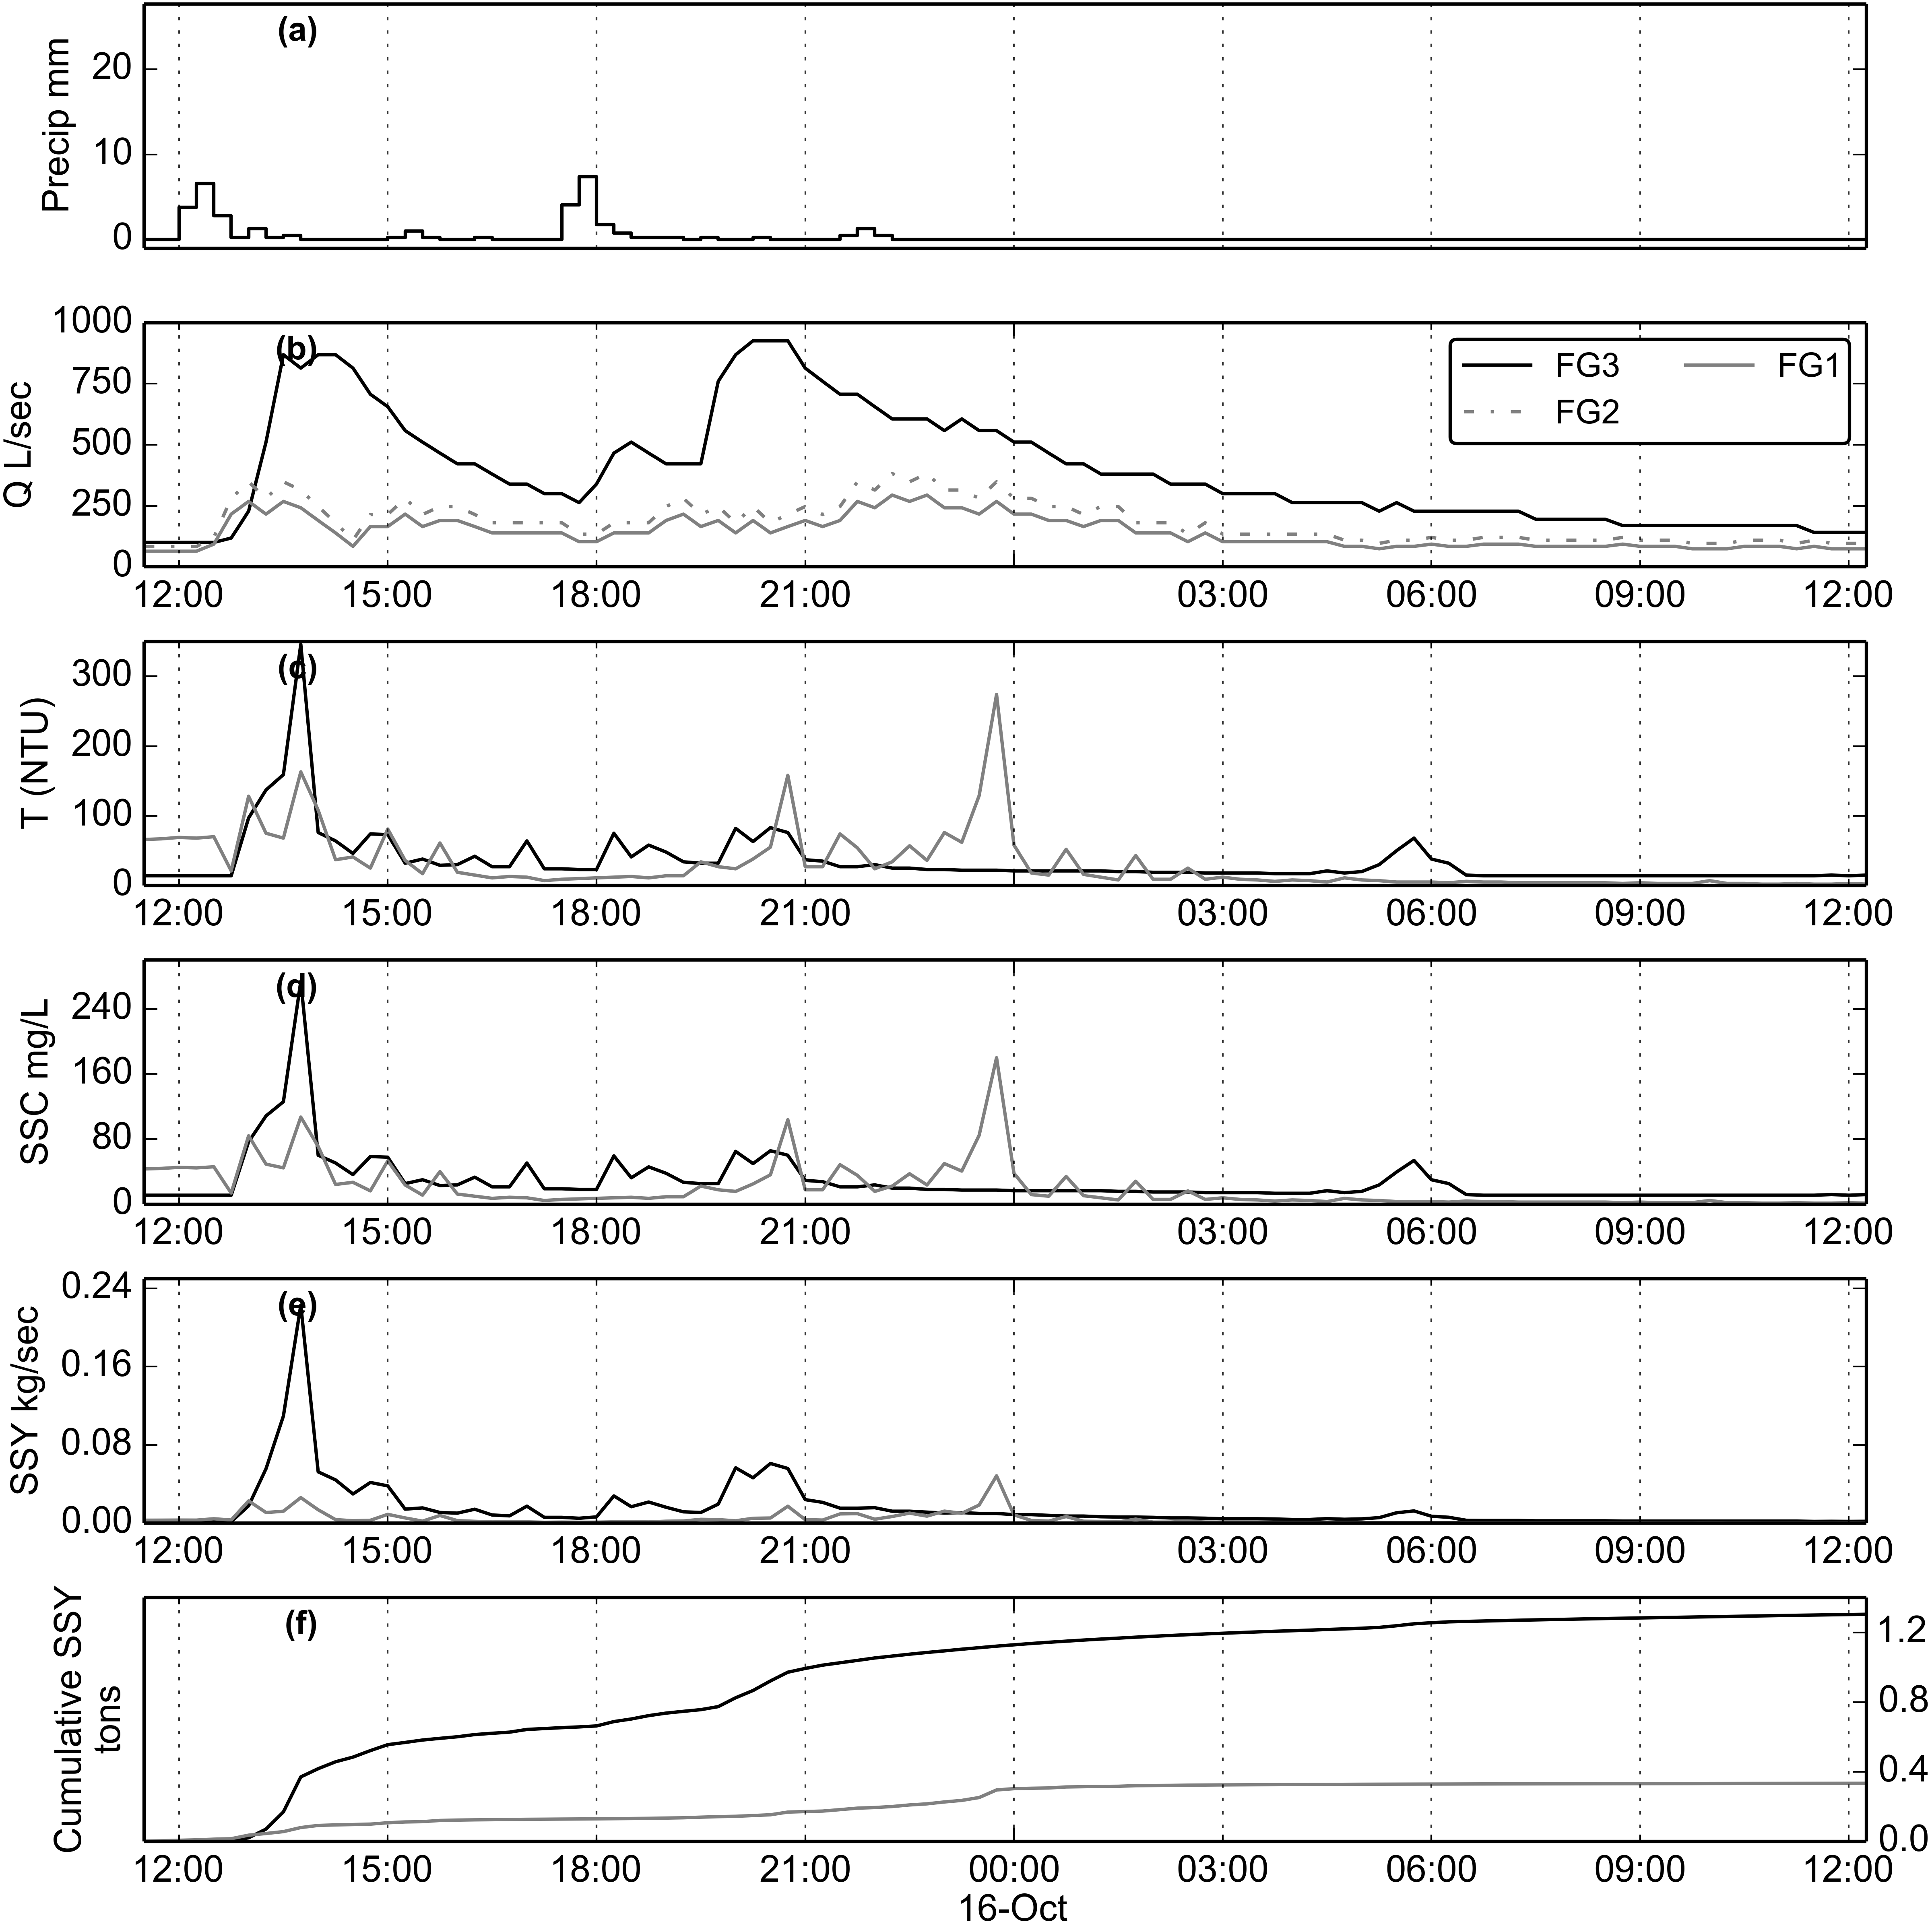 (a)
Precip mm
20
10
0
(b)
Q L/sec
1000
750
500
250
0
FG3 FG1
FG2
12:00 15:00 18:00 21:00 03:00 06:00 09:00 12:00
(c)
T (NTU)
300
200
100
0
12:00 15:00 18:00 21:00 03:00 06:00 09:00 12:00
(d)
SSC mg/L
240
160
80
0
12:00 15:00 18:00 21:00 03:00 06:00 09:00 12:00
(e)
SSY kg/sec
0.24
0.16
0.08
0.00
12:00 15:00 18:00 21:00 03:00 06:00 09:00 12:00
(f)
Cumulative SSY
tons
1.2
0.8
0.4
0.0
12:00 15:00 18:00 21:00 00:00 03:00 06:00 09:00 12:00
16-Oct